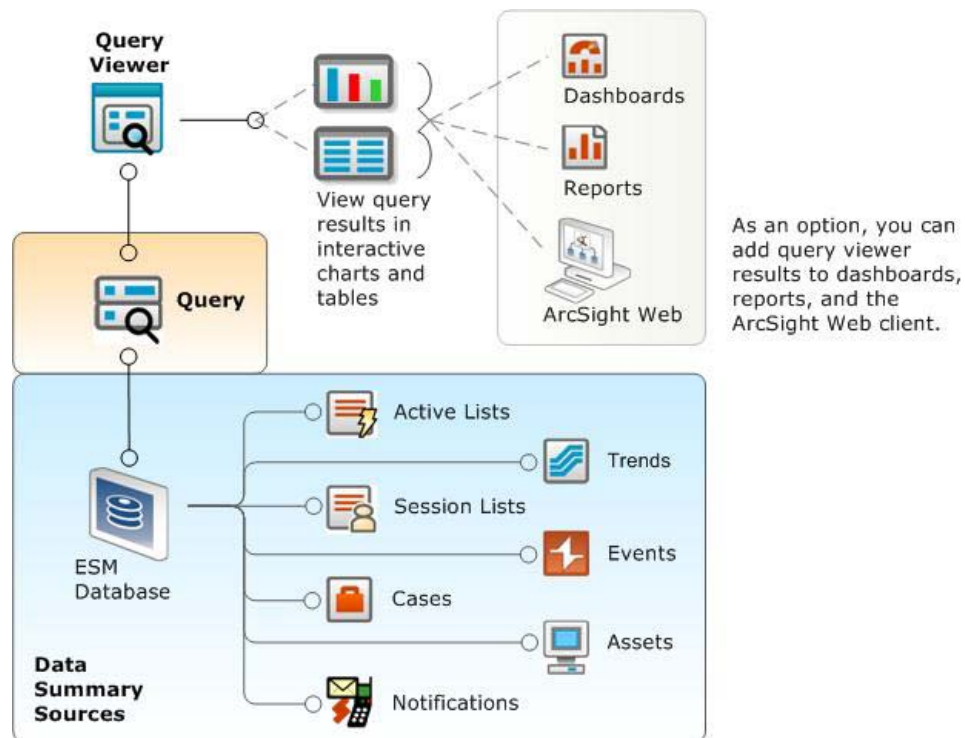 Query
Viewer
View query
results in
interactive
charts and
tables
Dashboards
Reports
ArcSight Web
As an option, you can
add query viewer
results to dashboards,
reports, and the
ArcSight Web client.
Query
ESM
Database
Active Lists
Trends
Session Lists
Events
Cases
Assets
Notifications
Data
Summary
Sources